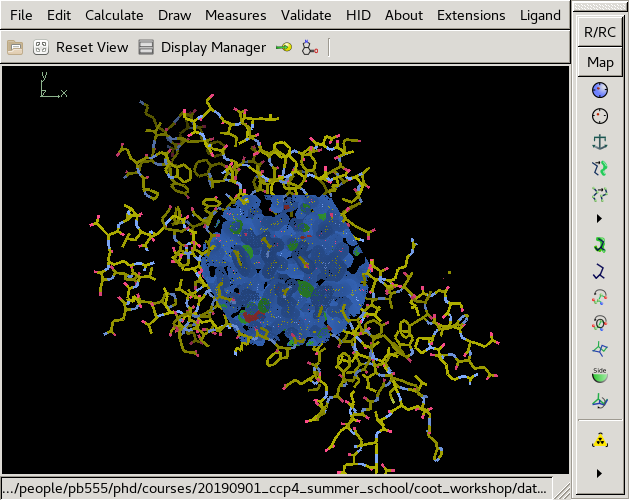 File Edit Calculate Draw Measures Validate HID About Extensions Ligand
R/RC
Reset View Display Manager
Map
y
z x
Side
.../people/pb555/phd/courses/20190901_ccp4_summer_school/coot_workshop/dat...